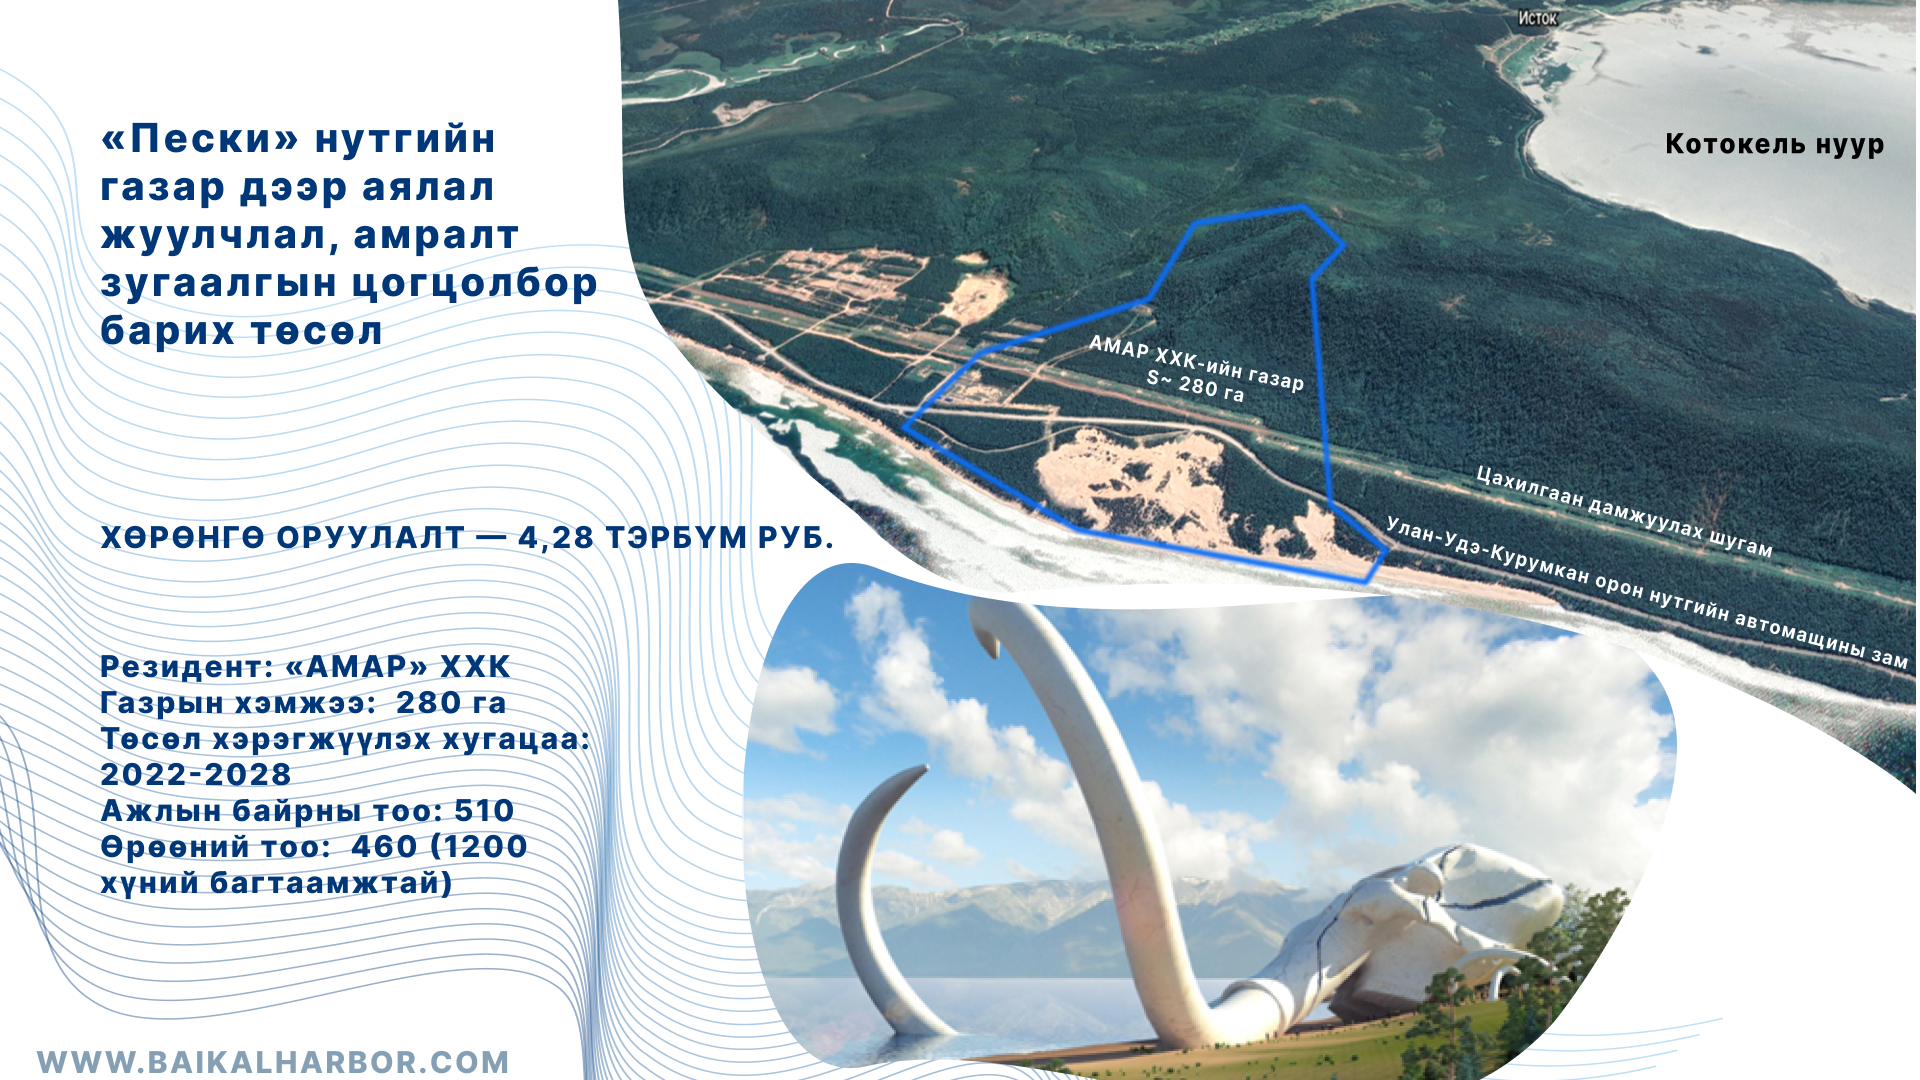 «Пески» нутгийн
газар дээр аялал
жуулчлал, амралт
зугаалгын цогцолбор
барих төсөл
ХӨРӨНГӨ ОРУУЛАЛТ — 4,28 ТЭРБҮМ РУБ.
Резидент: «АМАР» ХХК
Газрын хэмжээ: 280 га
Төсөл хэрэгжүүлэх хугацаа:
2022-2028
Ажлын байрны тоо: 510
Өрөөний тоо: 460 (1200
хүний багтаамжтай)
WWW.BAIKALHARBOR.COM
Исток
Котокель нуур
АМАР ХХК-ийн газар
S~ 280 га
Цахилгаан дамжуулах шугам
Улан-Удэ-Курумкан орон нутгийн автомащины зам